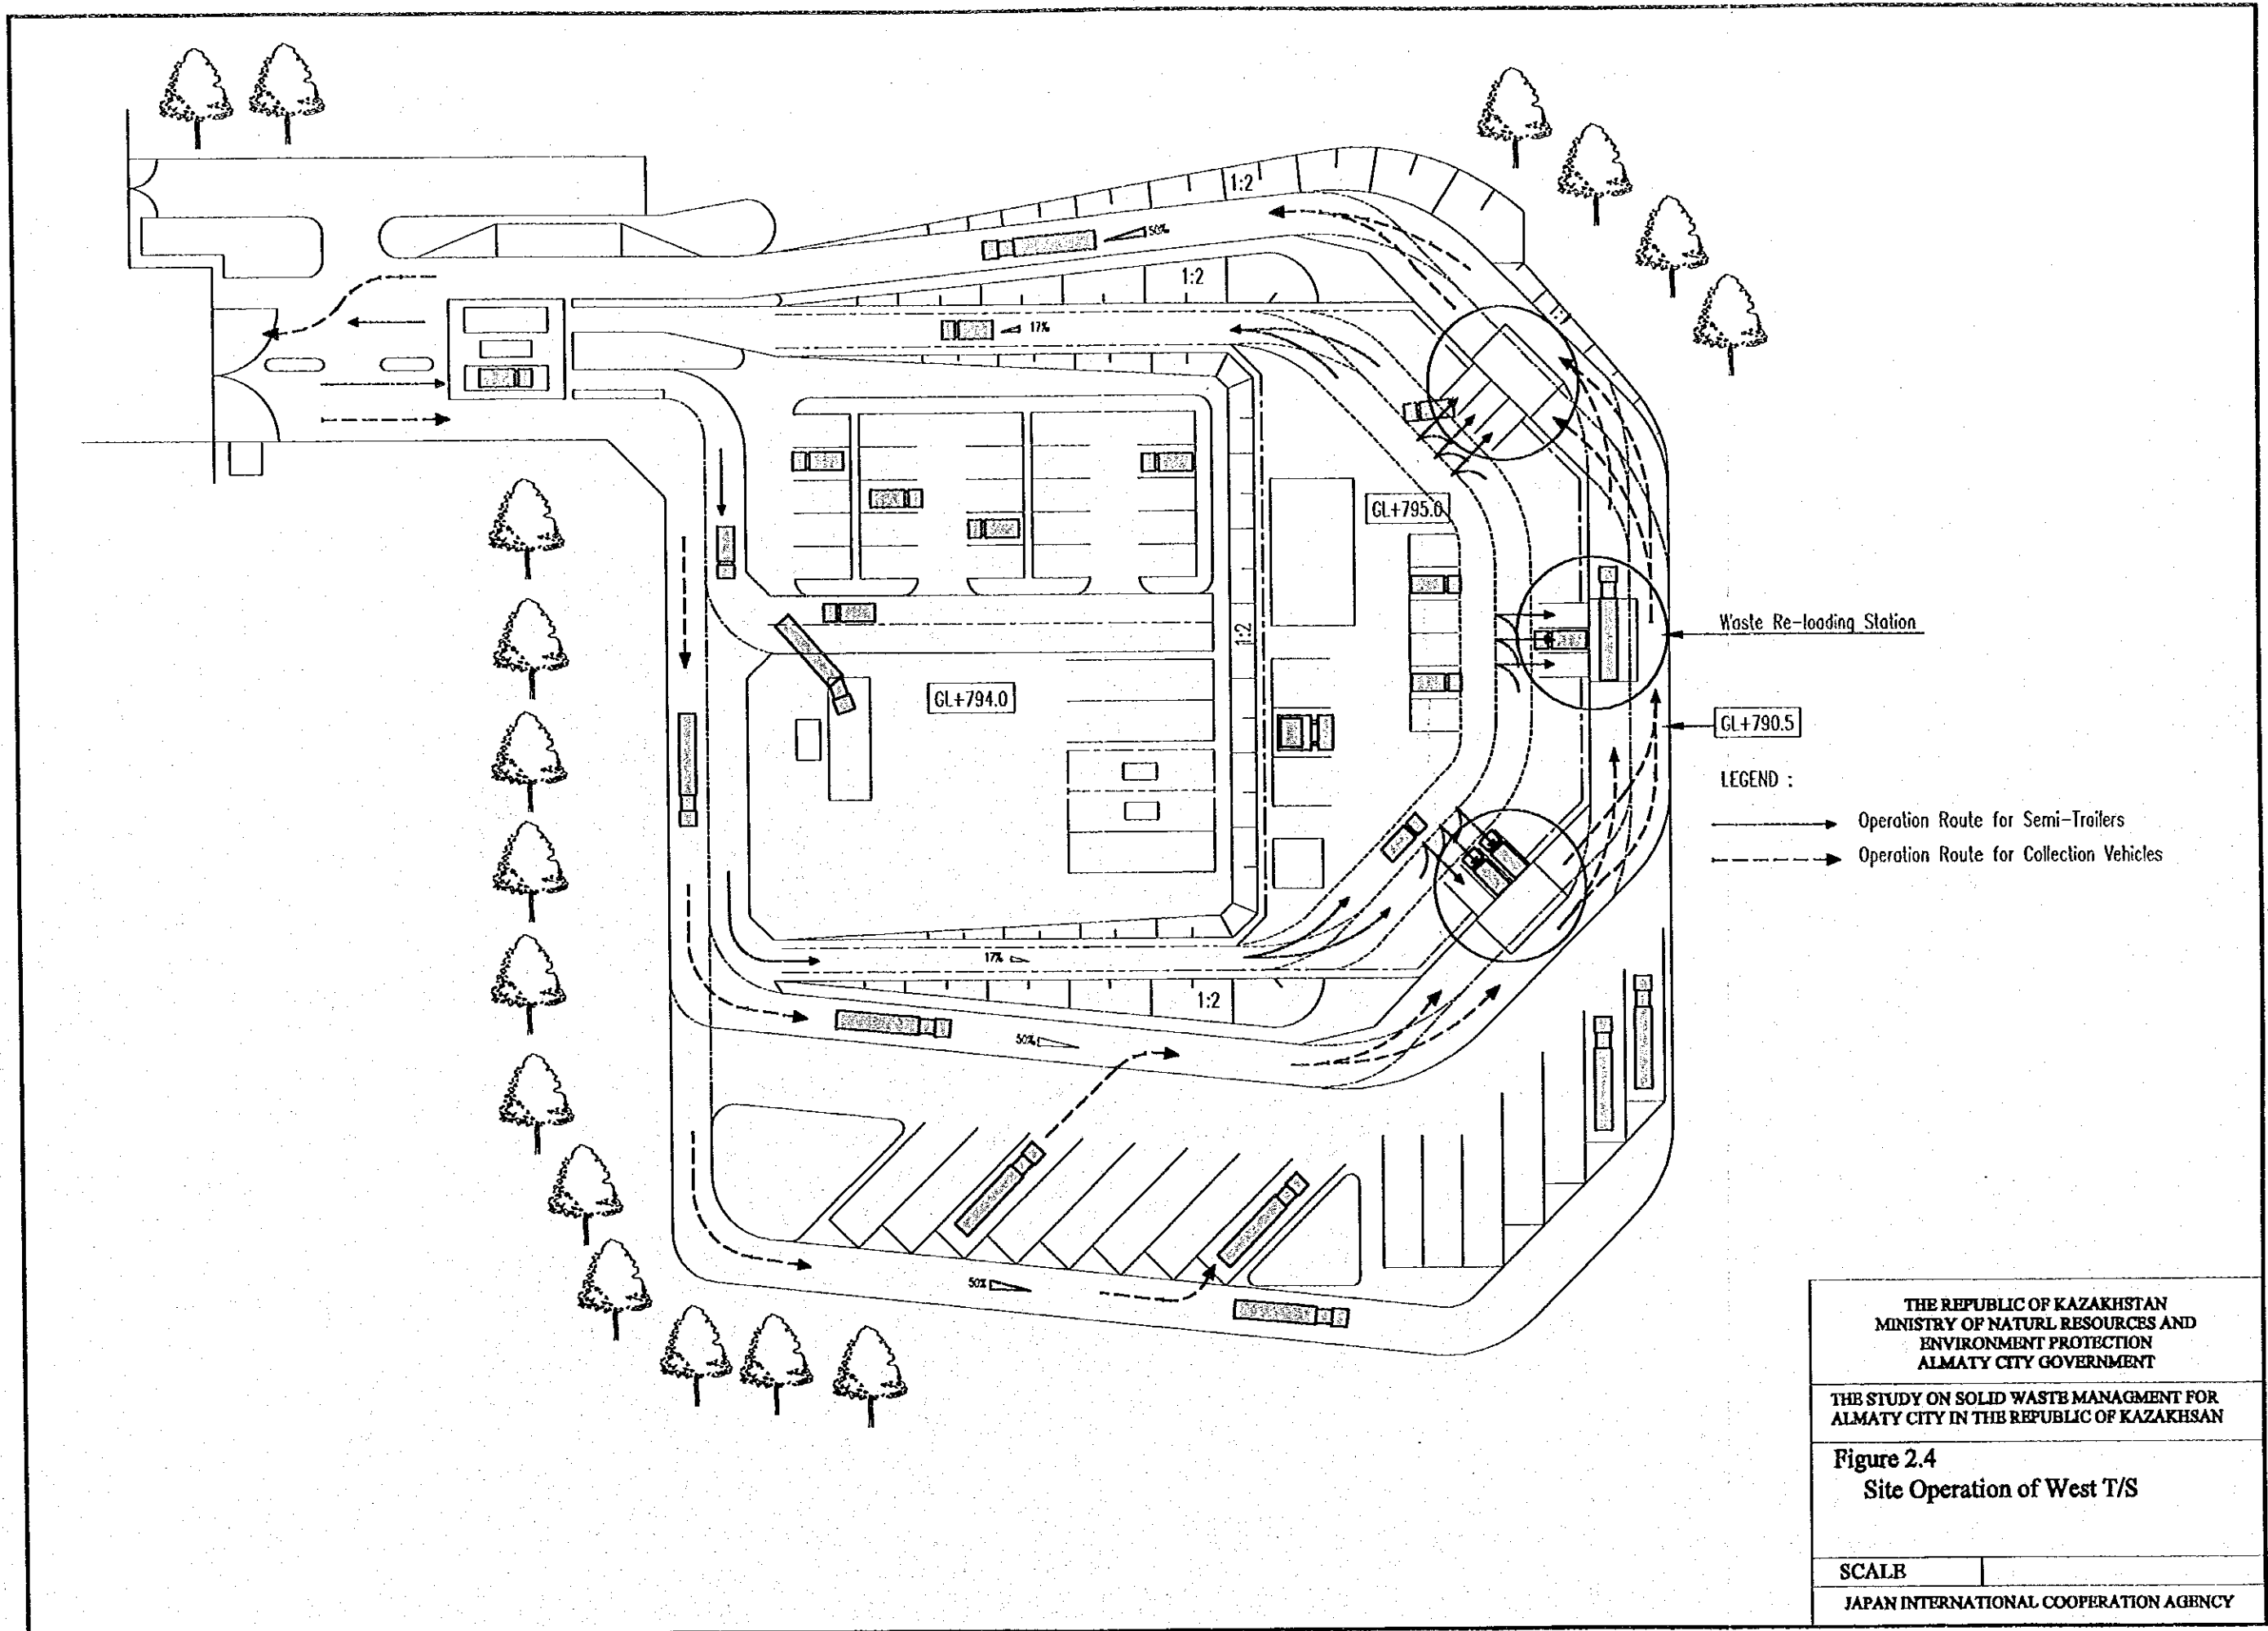 1:2
50%
1:2
17%
GL+795.0
1:2
Waste Re-loading Station
GL+794.0
GL+790.5
LEGEND :
Operation Route for Semi-Trailers
Operation Route for Collection Vehicles
17%
1:2
50%
50%
THE REPUBLIC OF KAZAKHSTAN
MINISTRY OF NATURL RESOURCES AND
ENVIRONMENT PROTECTION
ALMATY CITY GOVERNMENT
THE STUDY ON SOLID WASTE MANAGMENT FOR
ALMATY CITY IN THE REPUBLIC OF KAZAKHSAN
Figure 2.4
Site Operation of West T/S
SCALE
JAPAN INTERNATIONAL COOPERATION AGENCY